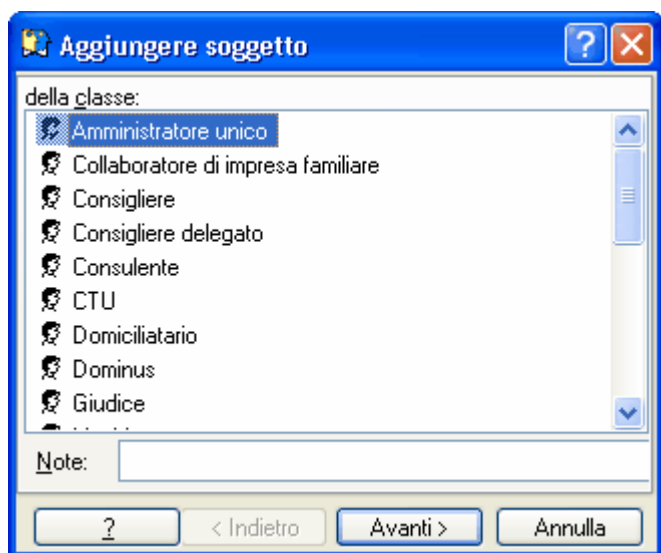 Aggiungere soggetto
della classe:
Amministratore unico
Collaboratore di impresa familiare
Consigliere
Consigliere delegato
Consulente
CTU
Domiciliatario
Dominus
Giudice
Note:
? < Indietro Avanti > Annulla